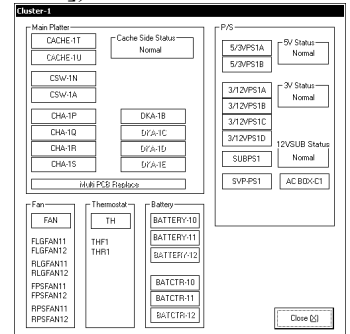 Cluster-1
Main Platter
CACHE-1T
CACHE-1U
Cache Side Status
Normal
CSW-1N
CSW-1A
CHA-1P
CHA-1Q
CHA-1R
CHA-1S
DKA-1B
DKA-1C
DKA-1D
DKA-1E
Multi PCB Replace
P/S
5/3VPS1A
5/3VPS1B
5V Status
Normal
3/12VPS1A
3/12VPS1B
3/12VPS1C
3/12VPS1D
3V Status
Normal
SUBPS1
12VSUB Status
Normal
SVP-PS1
AC BOX-C1
Fan
FAN
FLGFAN11
FLGFAN12
RLGFAN11
RLGFAN12
FPSFAN11
FPSFAN12
RPSFAN11
RPSFAN12
Thermostat
TH
THF1
THR1
Battery
BATTERY-10
BATTERY-11
BATTERY-12
BATCTR-10
BATCTR-11
BATCTR-12
Close (X)